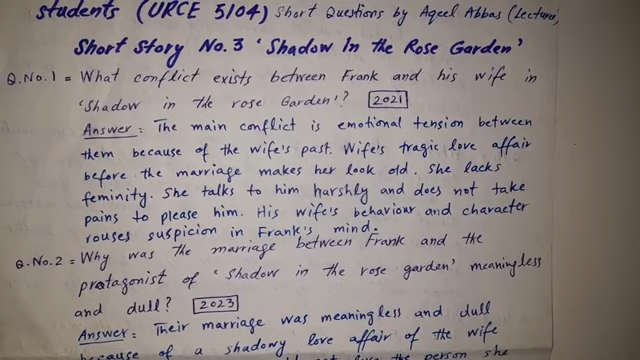 students (URCE 5104) Short Questions by Aqeel Abbas (Lecturer,
Short Story No. 3 'Shadow in the Rose Garden'
Q.No.1 = What conflict exists between Frank and his wife in
'Shadow in the rose Garden'? 2021
Answer: The main conflict is emotional tension between
them because of the wife's past. Wife's tragic love affair
before the marriage makes her look old. She lacks
feminity. She talks to him harshly and does not take
pains to please him. His wife's behaviour and character
rouses suspicion in Frank's mind.
Q.No.2 = Why was the marriage between Frank and the
protagonist of 'Shadow in the rose garden' meaningless
and dull? 2023
Answer: Their marriage was meaningless and dull
because of a shadowy love affair of the wife
the person she